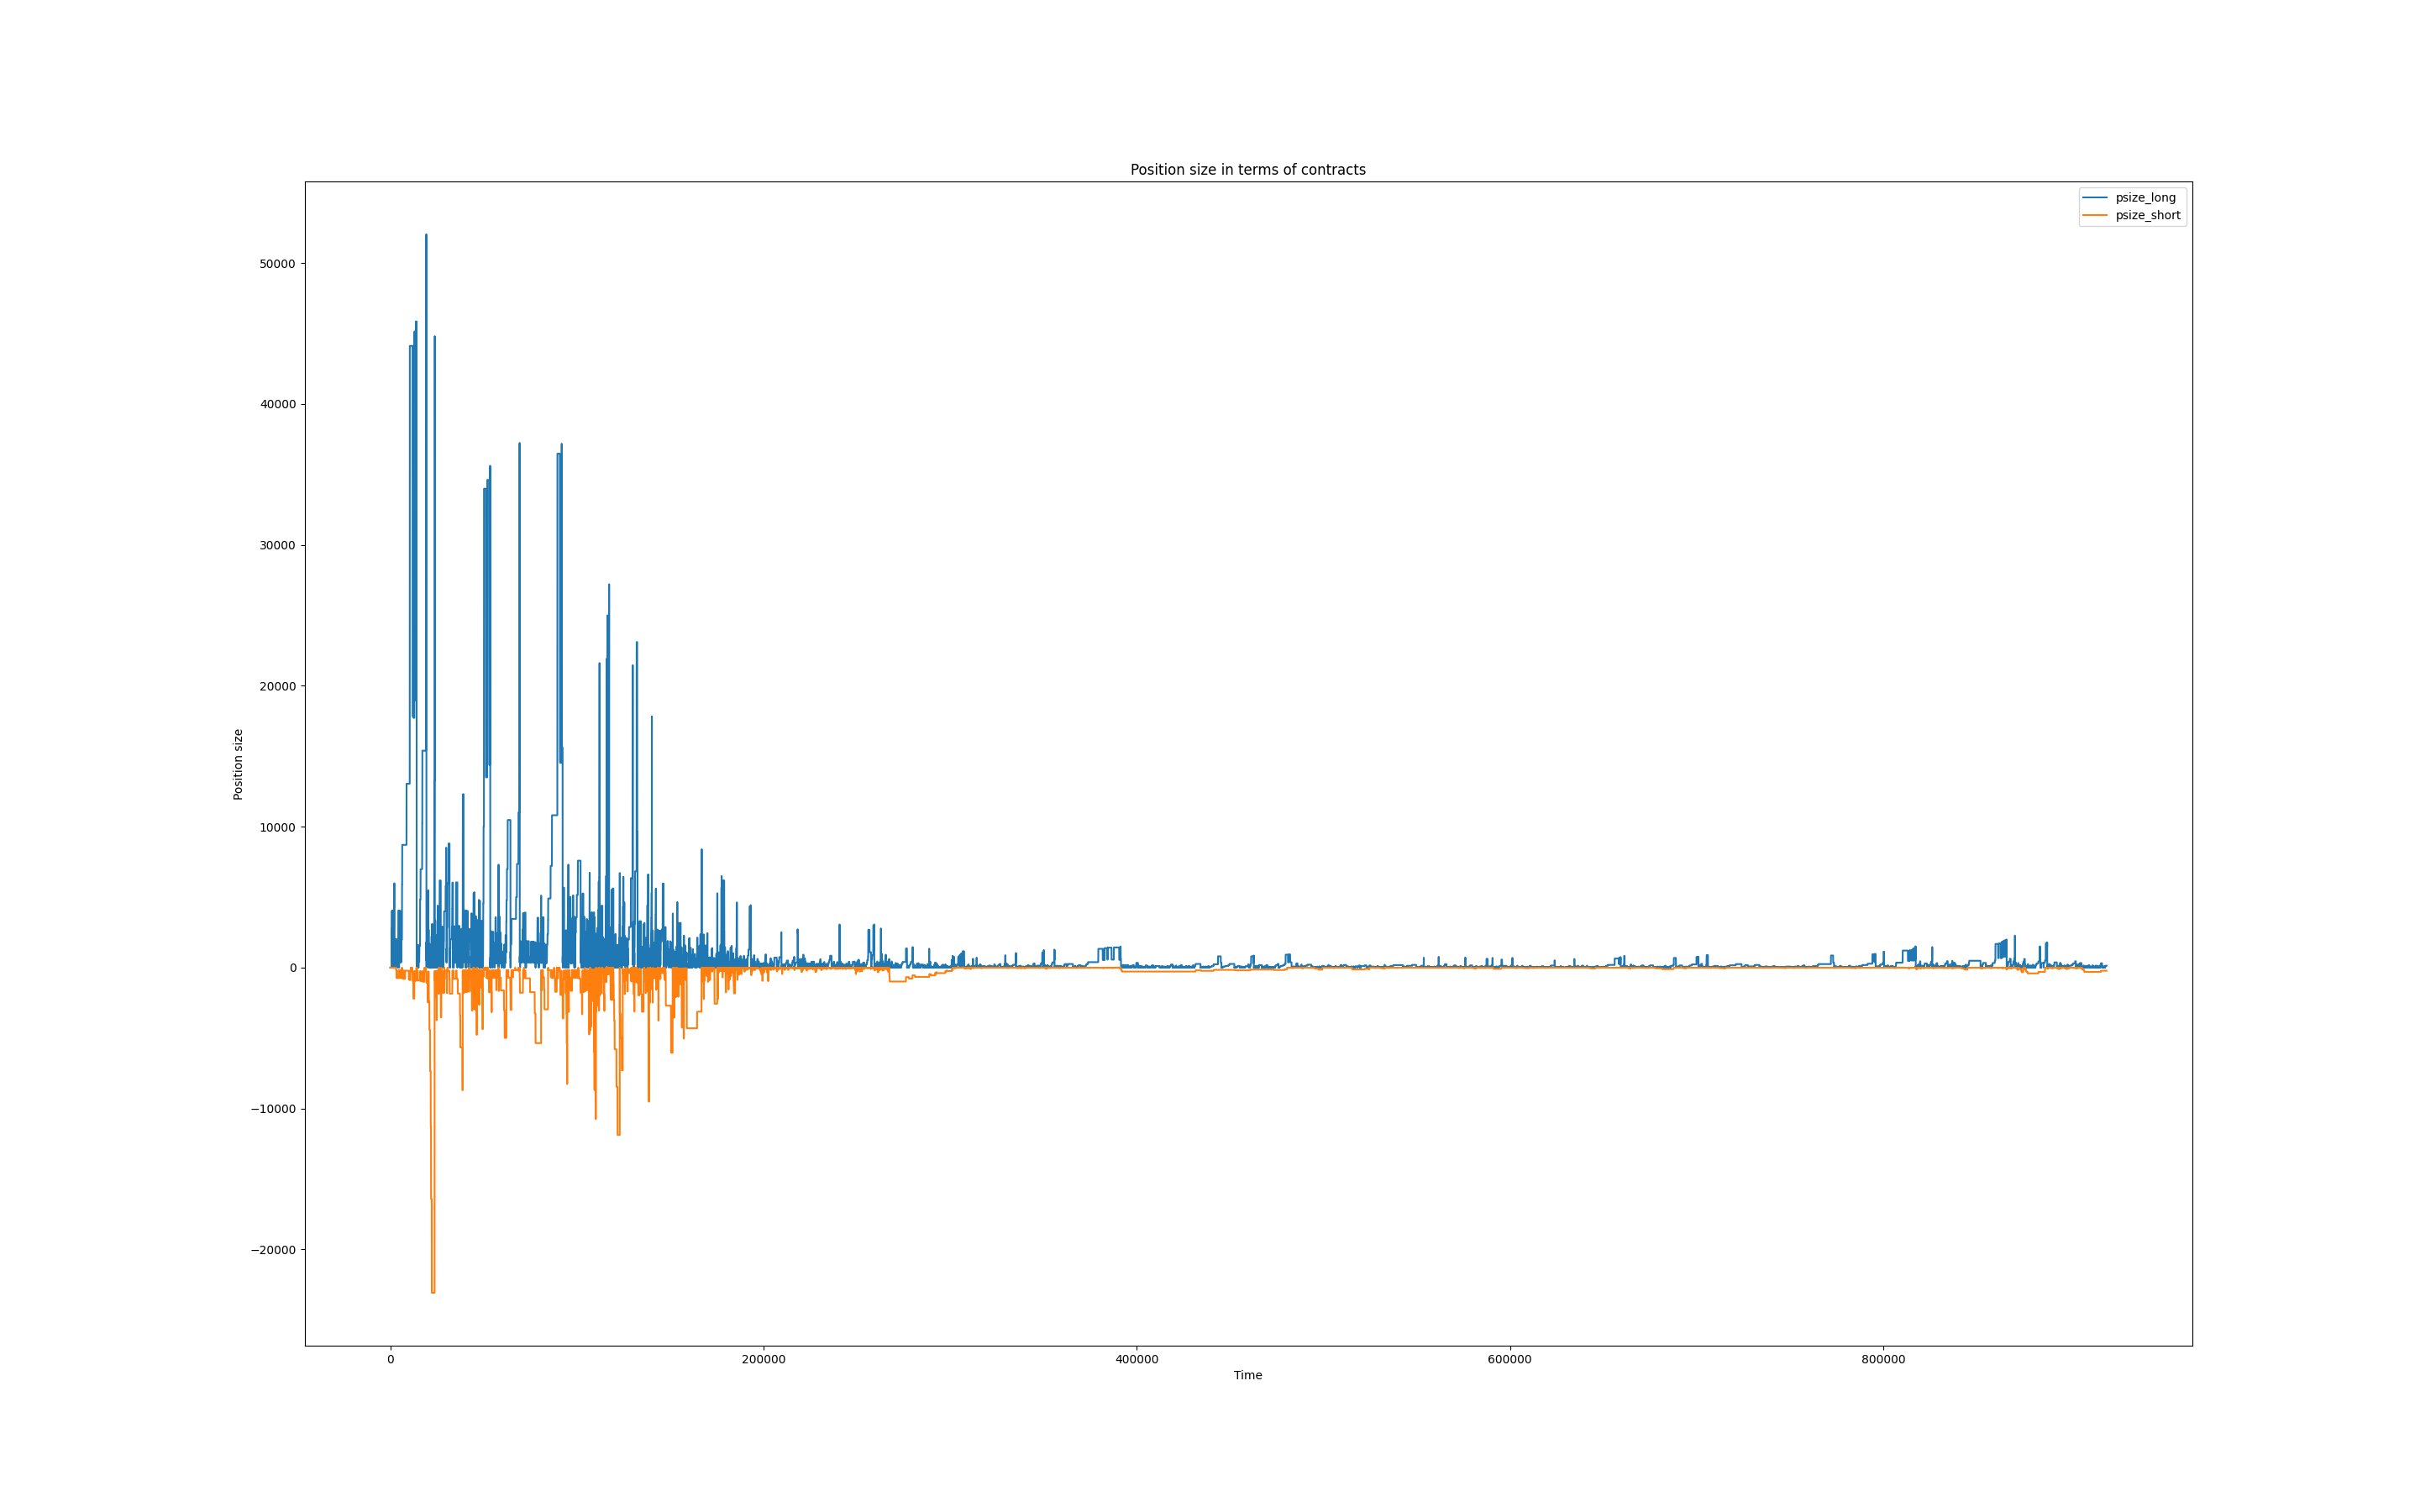 Position size in terms of contracts
psize_long
psize_short
50000
40000
30000
20000
10000
0
−10000
−20000
Position size
0
200000
400000
600000
800000
Time